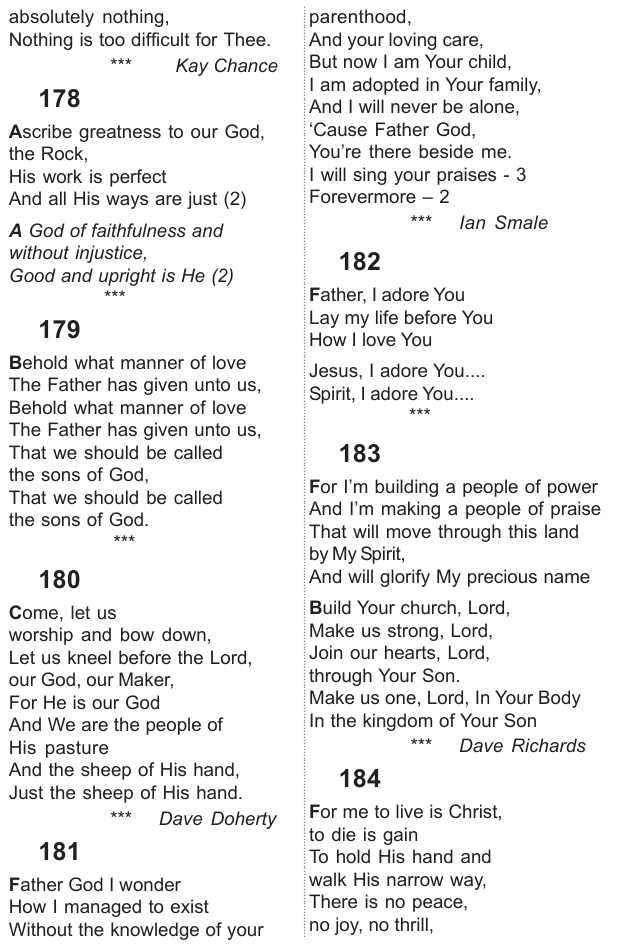 absolutely nothing,
Nothing is too difficult for Thee.
*** Kay Chance
178
Ascribe greatness to our God,
the Rock,
His work is perfect
And all His ways are just (2)
A God of faithfulness and
without injustice,
Good and upright is He (2)
***
179
Behold what manner of love
The Father has given unto us,
Behold what manner of love
The Father has given unto us,
That we should be called
the sons of God,
That we should be called
the sons of God.
***
180
Come, let us
worship and bow down,
Let us kneel before the Lord,
our God, our Maker,
For He is our God
And We are the people of
His pasture
And the sheep of His hand,
Just the sheep of His hand.
*** Dave Doherty
181
Father God I wonder
How I managed to exist
Without the knowledge of your
parenthood,
And your loving care,
But now I am Your child,
I am adopted in Your family,
And I will never be alone,
‘Cause Father God,
You’re there beside me.
I will sing your praises - 3
Forevermore – 2
*** Ian Smale
182
Father, I adore You
Lay my life before You
How I love You
Jesus, I adore You....
Spirit, I adore You....
***
183
For I’m building a people of power
And I’m making a people of praise
That will move through this land
by My Spirit,
And will glorify My precious name
Build Your church, Lord,
Make us strong, Lord,
Join our hearts, Lord,
through Your Son.
Make us one, Lord, In Your Body
In the kingdom of Your Son
*** Dave Richards
184
For me to live is Christ,
to die is gain
To hold His hand and
walk His narrow way,
There is no peace,
no joy, no thrill,